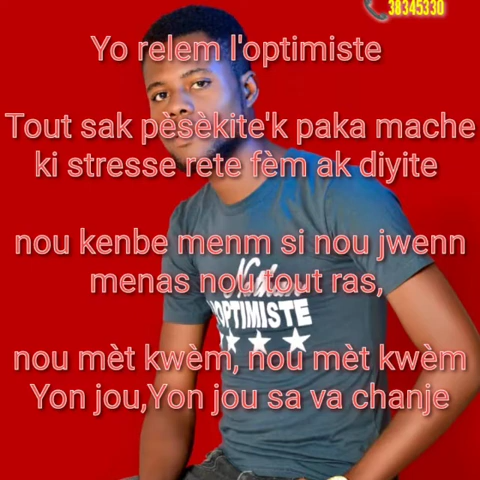 38345330
Yo relem l'optimiste
Tout sak pèsèkite'k paka mache
ki stresse rete fèm ak diyite
nou kenbe menm si nou jwenn
menas nou tout ras,
OPTIMISTE
nou mèt kwèm, nou mèt kwèm
Yon jou,Yon jou sa va chanje